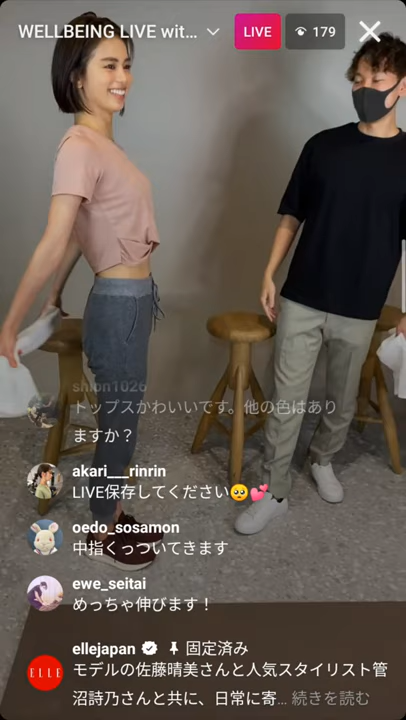 WELLBEING LIVE wit...
LIVE
179
shion1026
トップスかわいいです。他の色はあり
ますか？
akari___rinrin
LIVE保存してください🥺💕
oedo_sosamon
中指くっついてきます
ewe_seitai
めっちゃ伸びます！
ellejapan 固定済み
ELLE
モデルの佐藤晴美さんと人気スタイリスト管
沼詩乃さんと共に、日常に寄... 続きを読む